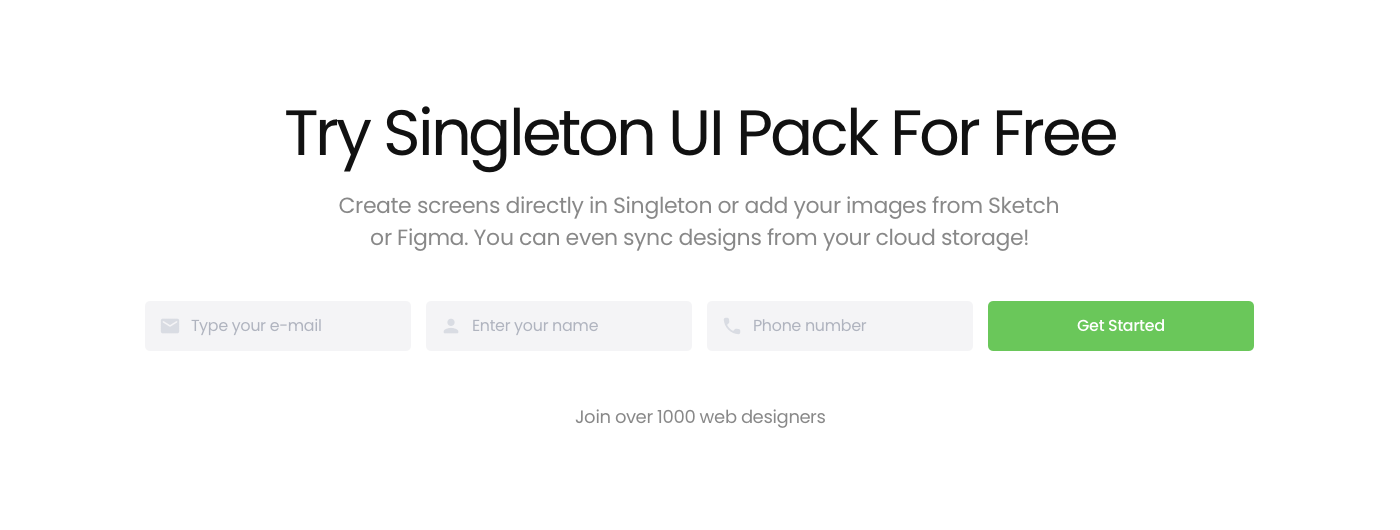 Try Singleton UI Pack For Free
Create screens directly in Singleton or add your images from Sketch
or Figma. You can even sync designs from your cloud storage!
Type your e-mail
Enter your name
Phone number
Get Started
Join over 1000 web designers